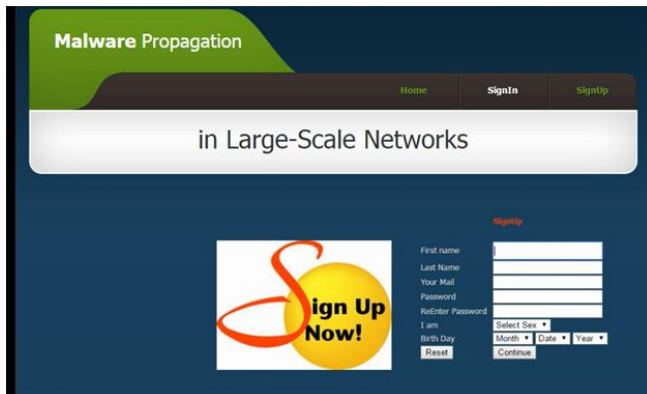 Malware Propagation
Home SignIn SignUp
in Large-Scale Networks
SignUp
Sign Up
Now!
First name
Last Name
Your Mail
Password
ReEnter Password
I am Select Sex
Birth Day Month Date Year
Reset Continue